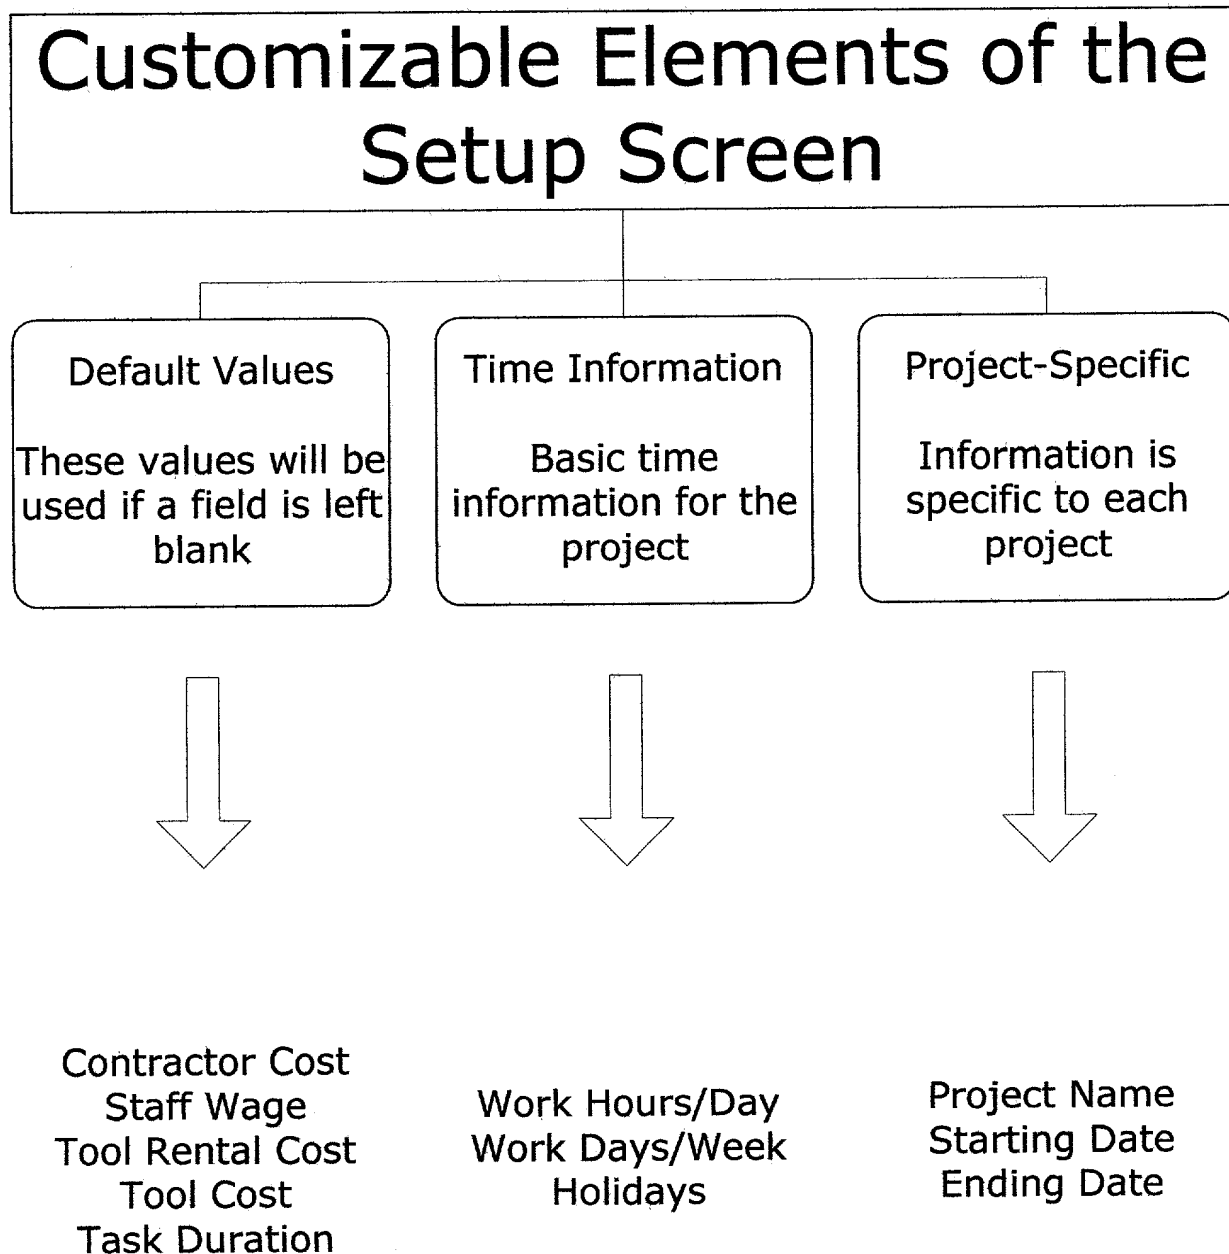 Customizable Elements of the
Setup Screen
Default Values
These values will be
used if a field is left
blank
Time Information
Basic time
information for the
project
Project-Specific
Information is
specific to each
project
Contractor Cost
Staff Wage
Tool Rental Cost
Tool Cost
Task Duration
Work Hours/Day
Work Days/Week
Holidays
Project Name
Starting Date
Ending Date